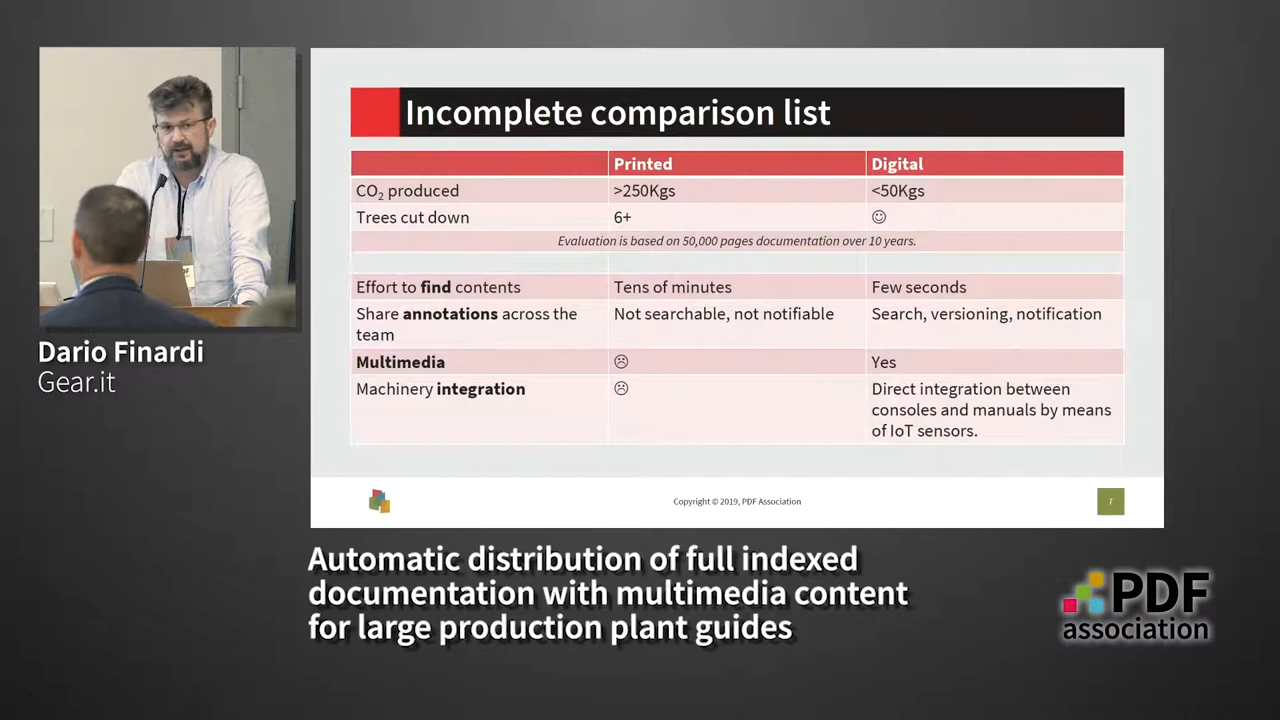 Incomplete comparison list
Printed Digital
CO2 produced >250Kgs <50Kgs
Trees cut down 6+ ☺
Evaluation is based on 50,000 pages documentation over 10 years.
Effort to find contents Tens of minutes Few seconds
Share annotations across the team Not searchable, not notifiable Search, versioning, notification
Multimedia ☹ Yes
Machinery integration ☹ Direct integration between
consoles and manuals by means
of IoT sensors.
Copyright © 2019, PDF Association
7
Dario Finardi
Gear.it
Automatic distribution of full indexed
documentation with multimedia content
for large production plant guides
PDF
association